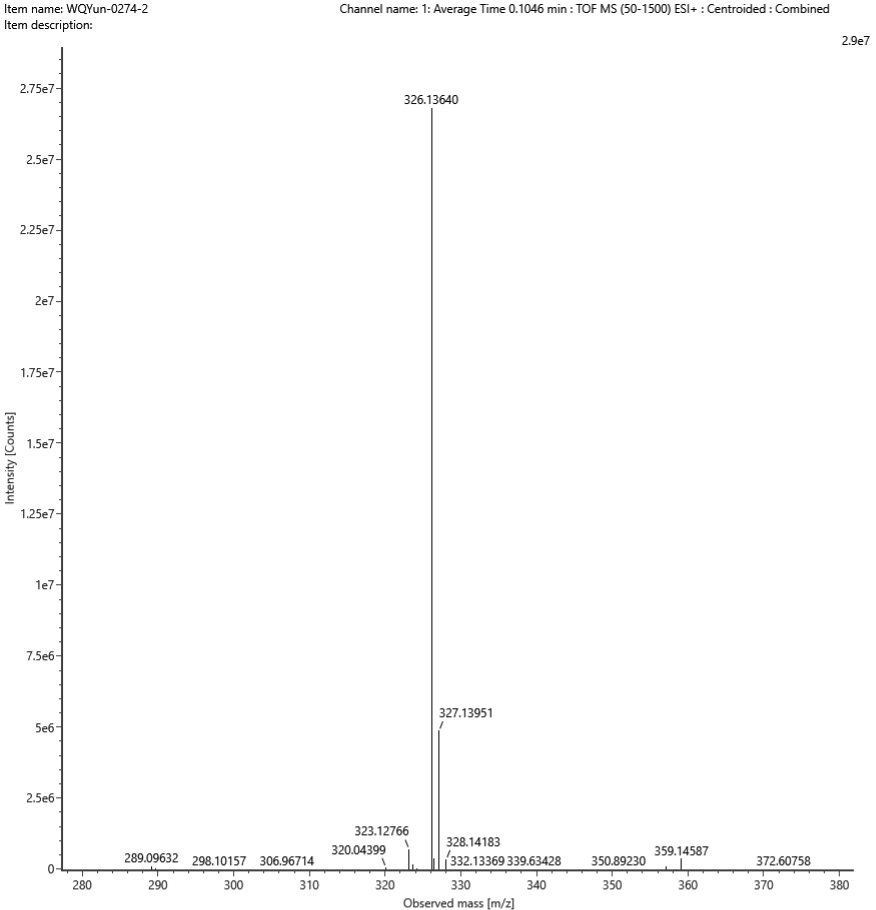 Item name: WQYun-0274-2
Channel name: 1: Average Time 0.1046 min : TOF MS (50-1500) ESI+ : Centroided : Combined
Item description:
2.9e7
2.75e7
326.13640
2.5e7
2.25e7
2e7
1.75e7
1.5e7
Intensity [Counts]
1.25e7
1e7
7.5e6
327.13951
5e6
2.5e6
323.12766
328.14183
320.04399
359.14587
289.09632
298.10157
306.96714
332.13369
339.63428
350.89230
372.60758
0
280
290
300
310
320
330
340
350
360
370
380
Observed mass [m/z]